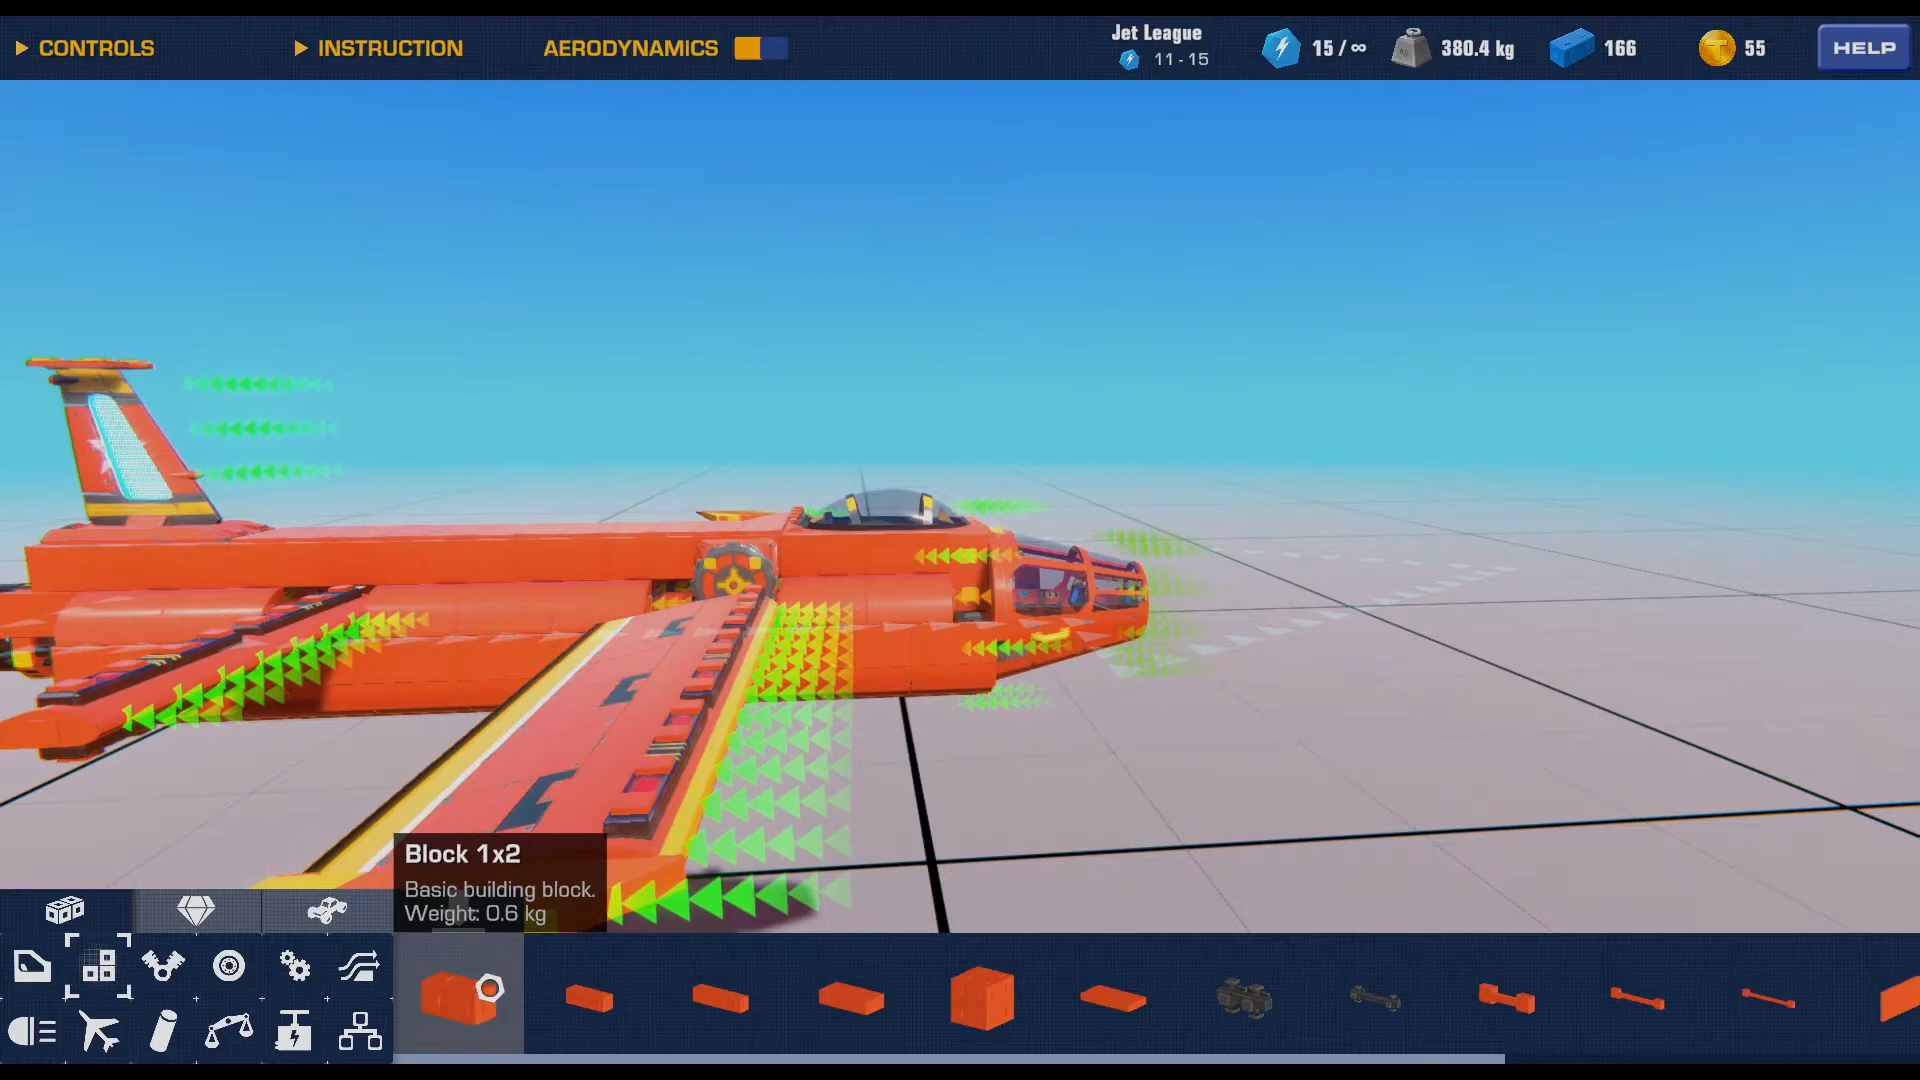 CONTROLS
INSTRUCTION
AERODYNAMICS
Jet League
11 - 15
15 / ∞
KG
380.4 kg
166
T
55
HELP
Block 1x2
Basic building block.
Weight: 0.6 kg